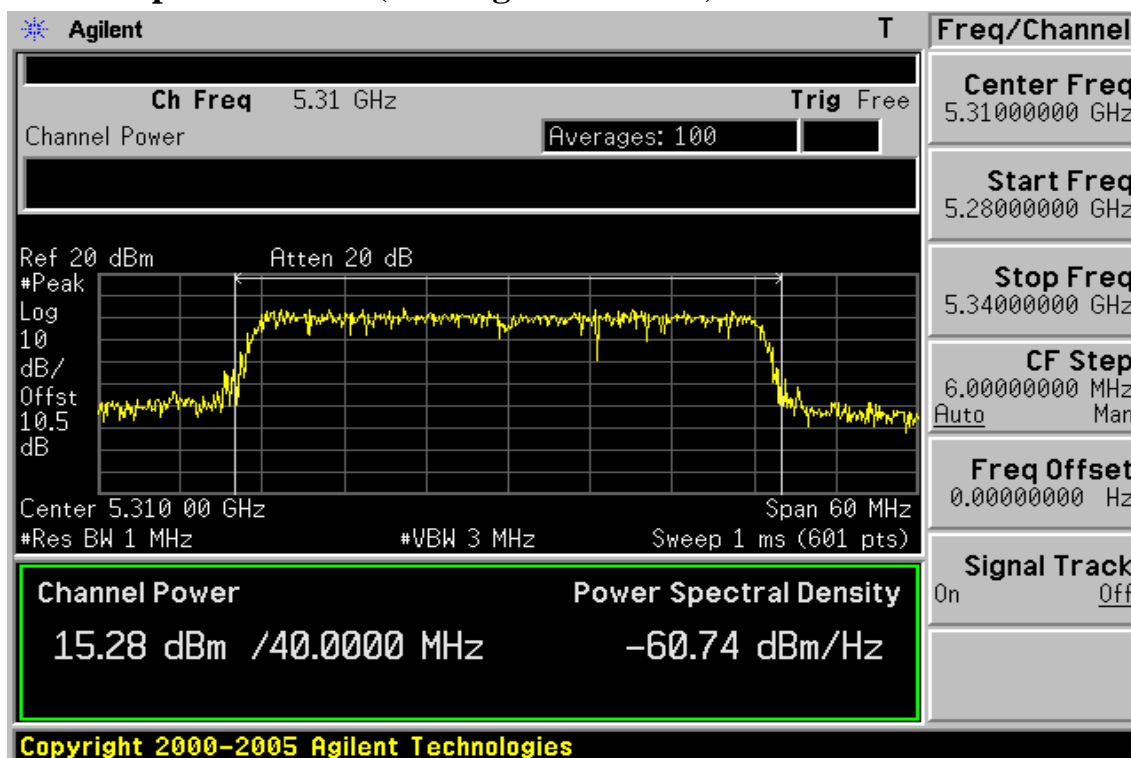 Agilent T
Freq/Channel
Ch Freq 5.31 GHz Trig Free
Channel Power Averages: 100
Center Freq
5.31000000 GHz
Start Freq
5.28000000 GHz
Stop Freq
5.34000000 GHz
CF Step
6.00000000 MHz
Auto Man
Freq Offset
0.00000000 Hz
Signal Track
On Off
Ref 20 dBm Atten 20 dB
#Peak
Log
10
dB/
Offst
10.5
dB
Center 5.310 00 GHz Span 60 MHz
#Res BW 1 MHz #VBW 3 MHz Sweep 1 ms (601 pts)
Channel Power Power Spectral Density
15.28 dBm /40.0000 MHz -60.74 dBm/Hz
Copyright 2000-2005 Agilent Technologies